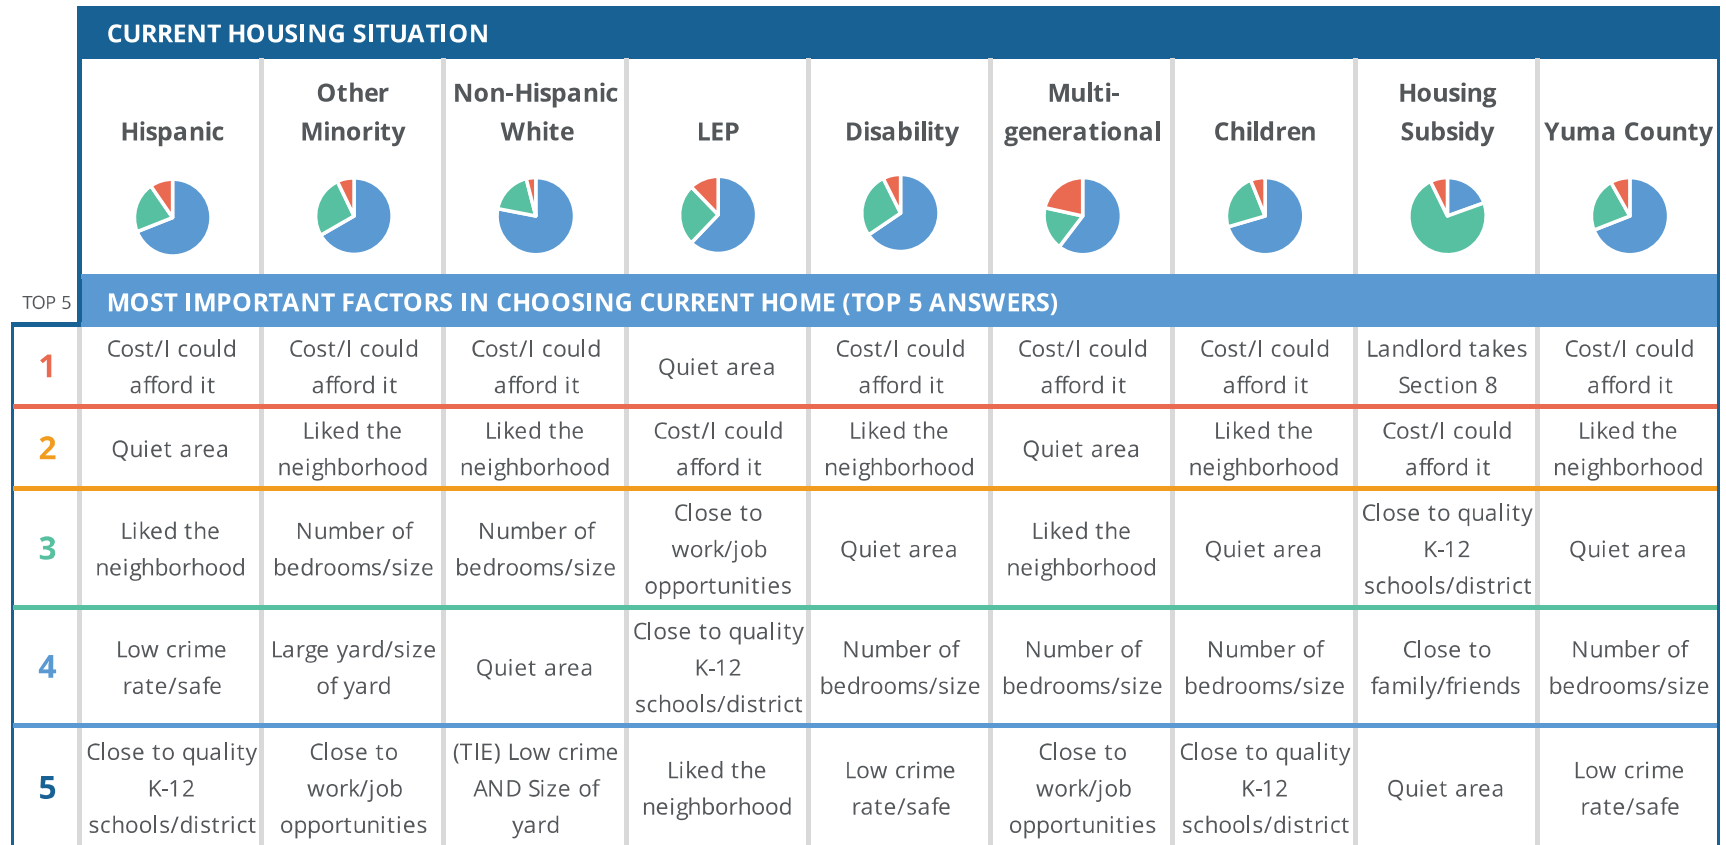 CURRENT HOUSING SITUATION
Hispanic
Other
Minority
Non-Hispanic
White
LEP
Disability
Multi-
generational
Children
Housing
Subsidy
Yuma County
TOP 5
MOST IMPORTANT FACTORS IN CHOOSING CURRENT HOME (TOP 5 ANSWERS)
1
Cost/I could
afford it
Cost/I could
afford it
Cost/I could
afford it
Quiet area
Cost/I could
afford it
Cost/I could
afford it
Cost/I could
afford it
Landlord takes
Section 8
Cost/I could
afford it
2
Quiet area
Liked the
neighborhood
Liked the
neighborhood
Cost/I could
afford it
Liked the
neighborhood
Quiet area
Liked the
neighborhood
Cost/I could
afford it
Liked the
neighborhood
3
Liked the
neighborhood
Number of
bedrooms/size
Number of
bedrooms/size
Close to
work/job
opportunities
Quiet area
Liked the
neighborhood
Quiet area
Close to quality
K-12
schools/district
Quiet area
4
Low crime
rate/safe
Large yard/size
of yard
Quiet area
Close to quality
K-12
schools/district
Number of
bedrooms/size
Number of
bedrooms/size
Number of
bedrooms/size
Close to
family/friends
Number of
bedrooms/size
5
Close to quality
K-12
schools/district
Close to
work/job
opportunities
(TIE) Low crime
AND Size of
yard
Liked the
neighborhood
Low crime
rate/safe
Close to
work/job
opportunities
Close to quality
K-12
schools/district
Quiet area
Low crime
rate/safe